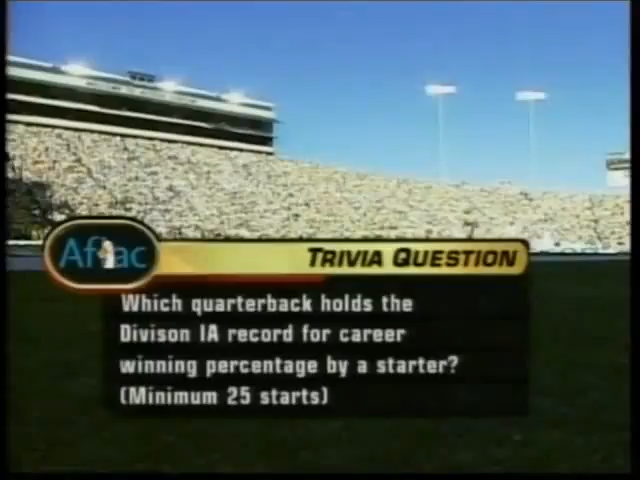 Aflac
TRIVIA QUESTION
Which quarterback holds the
Divison IA record for career
winning percentage by a starter?
(Minimum 25 starts)